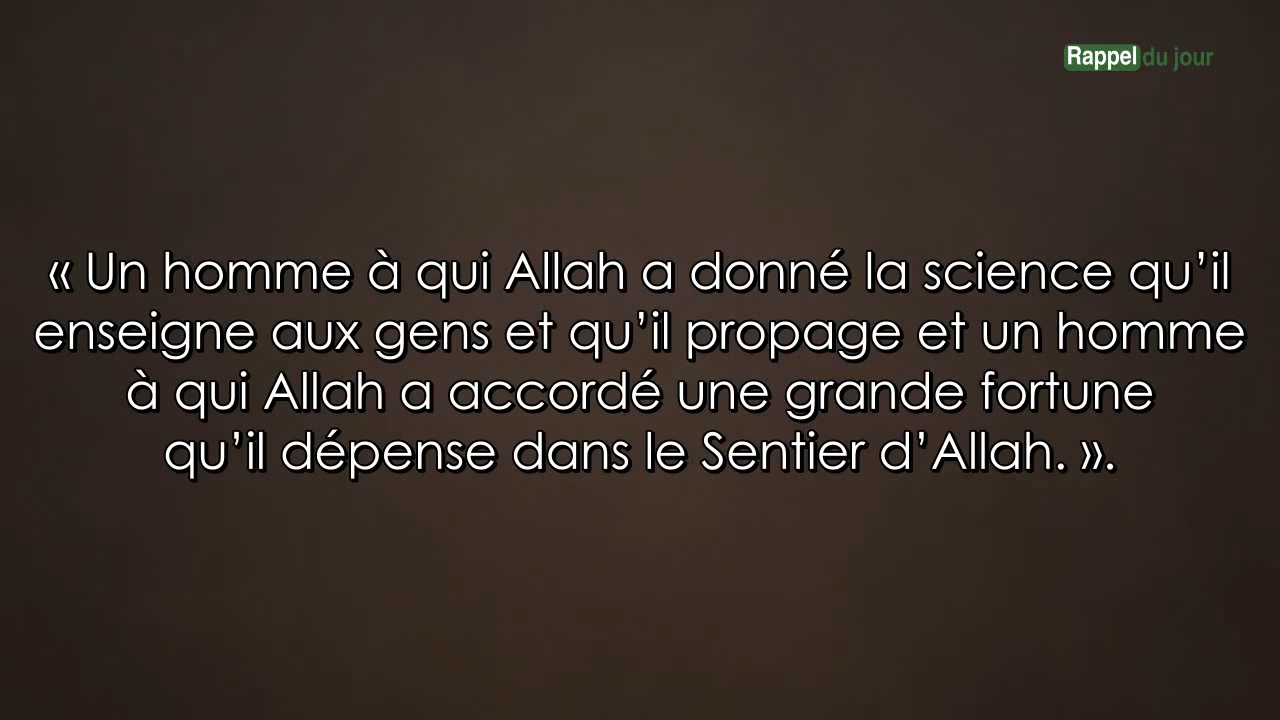 Rappel du jour
« Un homme à qui Allah a donné la science qu’il
enseigne aux gens et qu’il propage et un homme
à qui Allah a accordé une grande fortune
qu’il dépense dans le Sentier d’Allah. ».